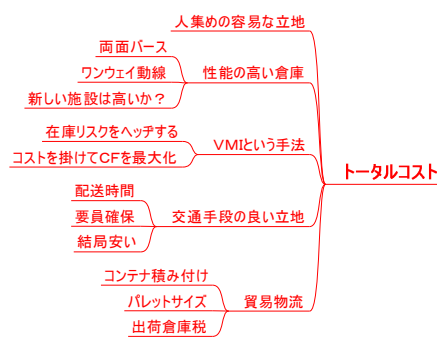 人集めの容易な立地
両面バース
ワンウェイ動線
新しい施設は高いか？
性能の高い倉庫
在庫リスクをヘッヂする
コストを掛けてCFを最大化
VMIという手法
トータルコスト
配送時間
要員確保
結局安い
交通手段の良い立地
コンテナ積み付け
パレットサイズ
出荷倉庫税
貿易物流